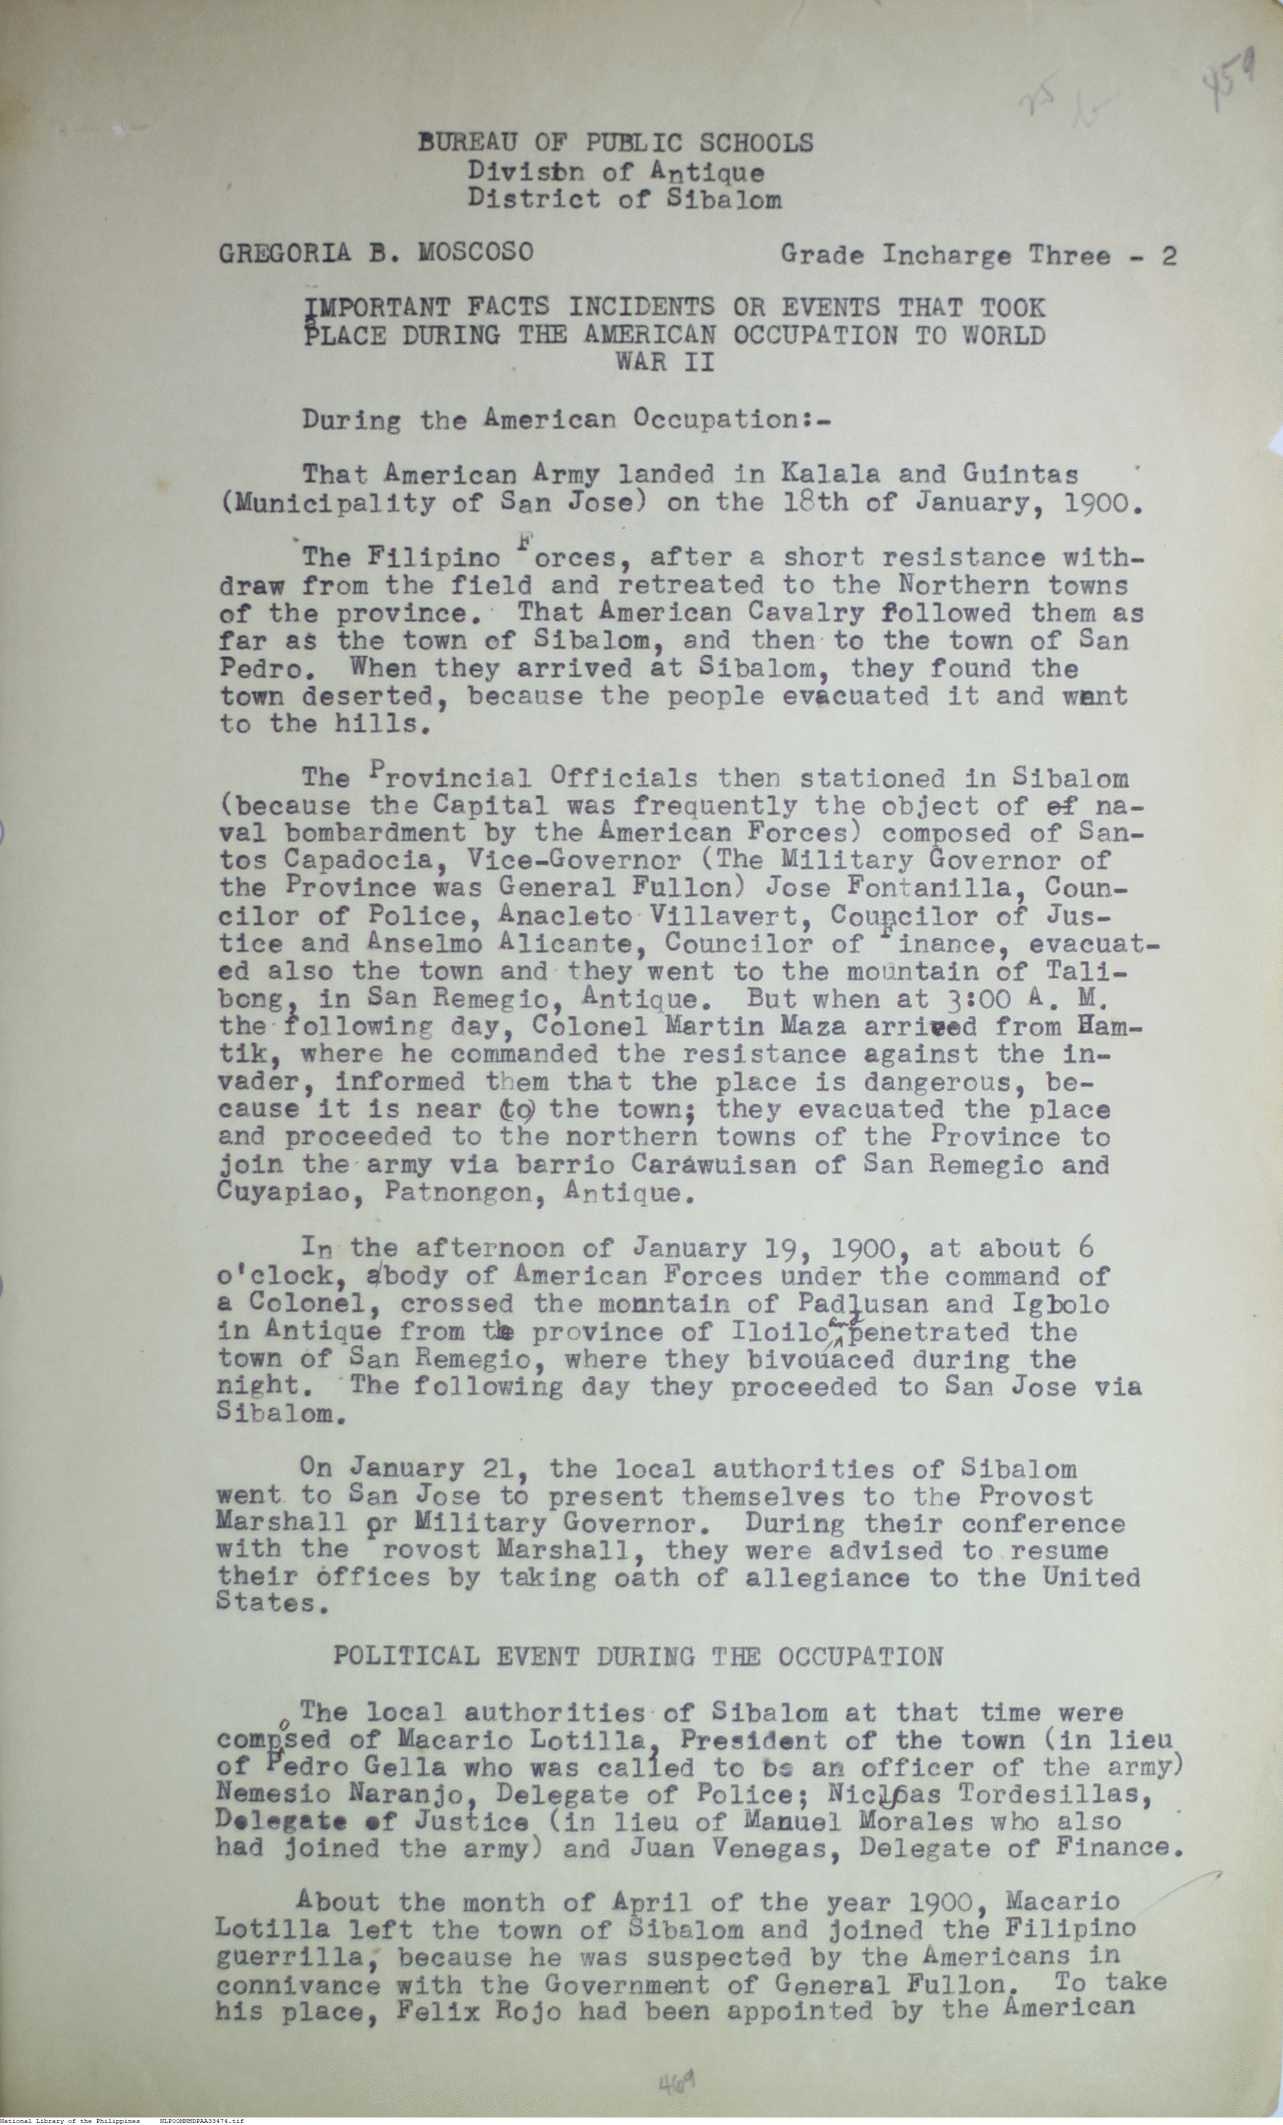 459
25
BUREAU OF PUBLIC SCHOOLS
Divisin of Antique
District of Sibalom
GREGORIA B. MOSCOSO Grade Incharge Three - 2
IMPORTANT FACTS INCIDENTS OR EVENTS THAT TOOK
PLACE DURING THE AMERICAN OCCUPATION TO WORLD
WAR II
During the American Occupation:-
That American Army landed in Kalala and Guintas
(Municipality of San Jose) on the 18th of January, 1900.
The Filipino Forces, after a short resistance with-
draw from the field and retreated to the Northern towns
of the province. That American Cavalry followed them as
far as the town of Sibalom, and then to the town of San
Pedro. When they arrived at Sibalom, they found the
town deserted, because the people evacuated it and went
to the hills.
The Provincial Officials then stationed in Sibalom
(because the Capital was frequently the object of of na-
val bombardment by the American Forces) composed of San-
tos Capadocia, Vice-Governor (The Military Governor of
the Province was General Fullon) Jose Fontanilla, Coun-
cilor of Police, Anacleto Villavert, Councilor of Jus-
tice and Anselmo Alicante, Councilor of Finance, evacuat-
ed also the town and they went to the mountain of Tali-
bong, in San Remegio, Antique. But when at 3:00 A. M.
the following day, Colonel Martin Maza arrived from Ham-
tik, where he commanded the resistance against the in-
vader, informed them that the place is dangerous, be-
cause it is near (to) the town; they evacuated the place
and proceeded to the northern towns of the Province to
join the army via barrio Carawuisan of San Remegio and
Cuyapiao, Patnongon, Antique.
In the afternoon of January 19, 1900, at about 6
o'clock, a/body of American Forces under the command of
a Colonel, crossed the monntain of Padlusan and Igbolo
in Antique from the province of Iloilo and penetrated the
town of San Remegio, where they bivouaced during the
night. The following day they proceeded to San Jose via
Sibalom.
On January 21, the local authorities of Sibalom
went to San Jose to present themselves to the Provost
Marshall or Military Governor. During their conference
with the Provost Marshall, they were advised to resume
their offices by taking oath of allegiance to the United
States.
POLITICAL EVENT DURING THE OCCUPATION
The local authorities of Sibalom at that time were
composed of Macario Lotilla, President of the town (in lieu
of Pedro Gella who was called to be an officer of the army)
Nemesio Naranjo, Delegate of Police; Nicolas Tordesillas,
Delegate of Justice (in lieu of Manuel Morales who also
had joined the army) and Juan Venegas, Delegate of Finance.
About the month of April of the year 1900, Macario
Lotilla left the town of Sibalom and joined the Filipino
guerrilla, because he was suspected by the Americans in
connivance with the Government of General Fullon. To take
his place, Felix Rojo had been appointed by the American
469
National Library of the Philippines NLPOOMNMDPAA33474.tif